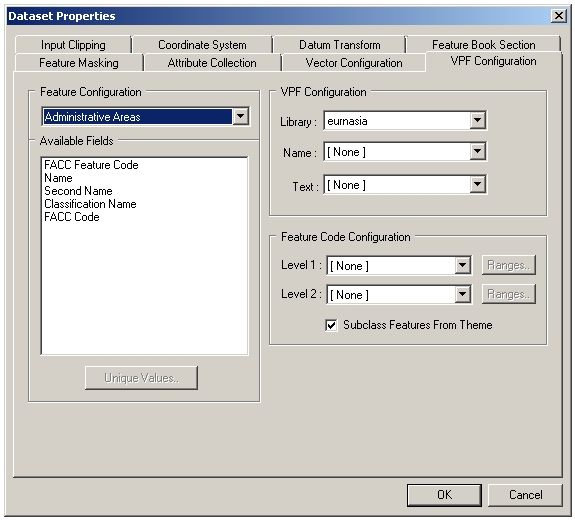 Dataset Properties
Input Clipping Coordinate System Datum Transform Feature Book Section
Feature Masking Attribute Collection Vector Configuration VPF Configuration
Feature Configuration
Administrative Areas
Available Fields
FACC Feature Code
Name
Second Name
Classification Name
FACC Code
Unique Values..
VPF Configuration
Library : eurnasia
Name : [ None ]
Text : [ None ]
Feature Code Configuration
Level 1 : [ None ] Ranges..
Level 2 : [ None ] Ranges..
Subclass Features From Theme
OK Cancel